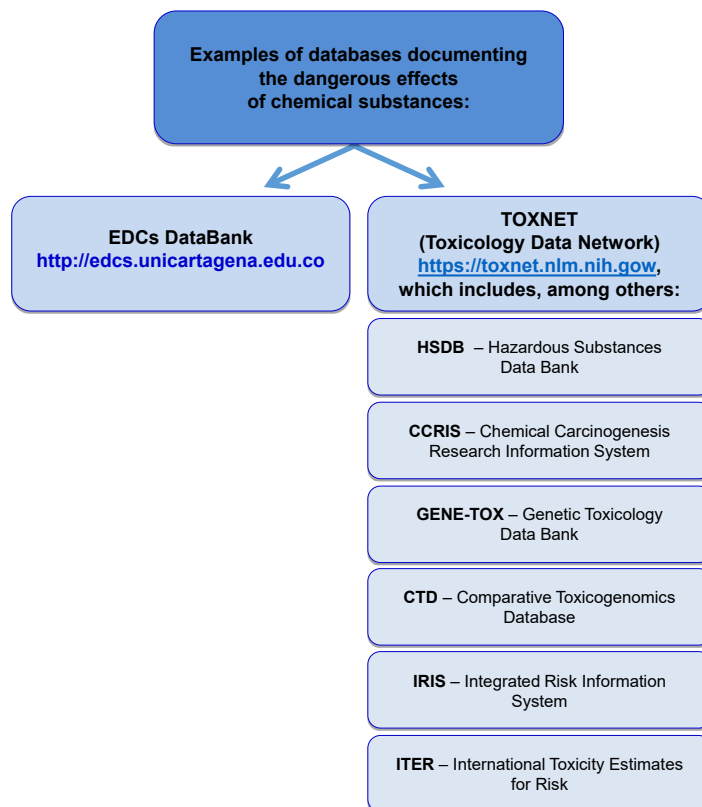 Examples of databases documenting
the dangerous effects
of chemical substances:
EDCs DataBank
http://edcs.unicartagena.edu.co
TOXNET
(Toxicology Data Network)
https://toxnet.nlm.nih.gow,
which includes, among others:
HSDB – Hazardous Substances
Data Bank
CCRIS – Chemical Carcinogenesis
Research Information System
GENE-TOX – Genetic Toxicology
Data Bank
CTD – Comparative Toxicogenomics
Database
IRIS – Integrated Risk Information
System
ITER – International Toxicity Estimates
for Risk